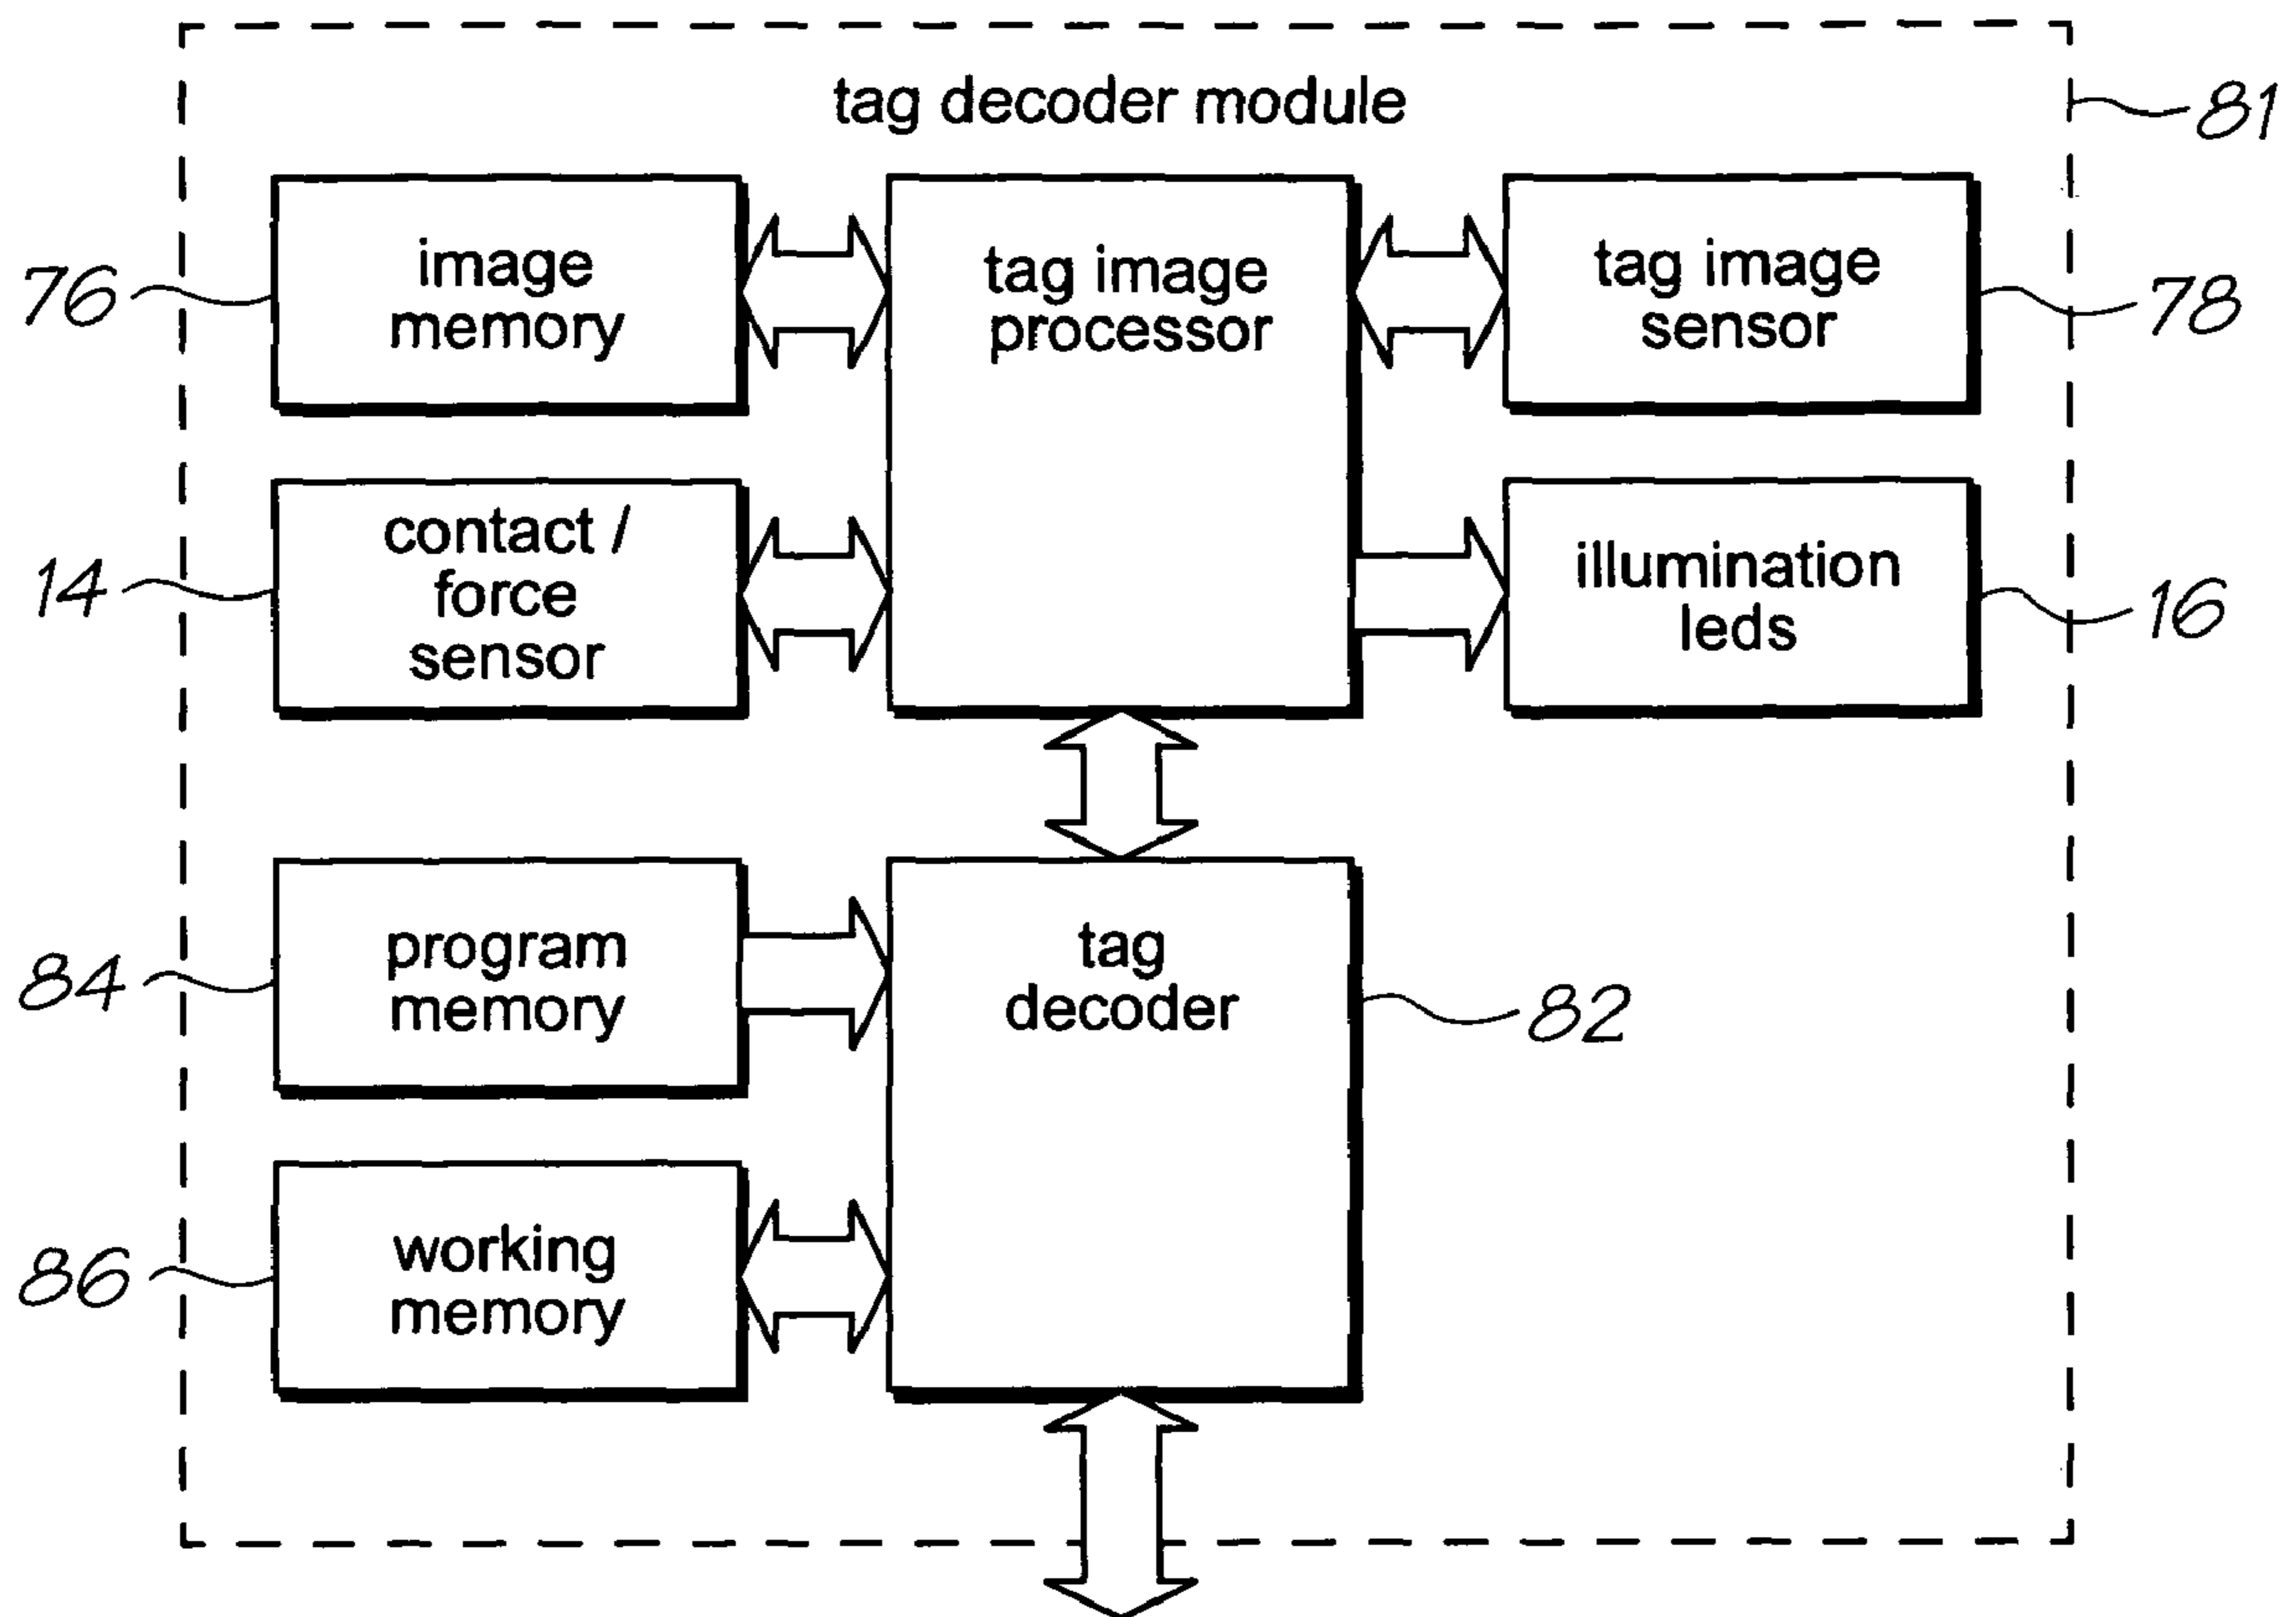 tag decoder module
81
image
memory
76
tag image
processor
tag image
sensor
78
contact /
force
sensor
14
illumination
leds
16
program
memory
84
tag
decoder
82
working
memory
86